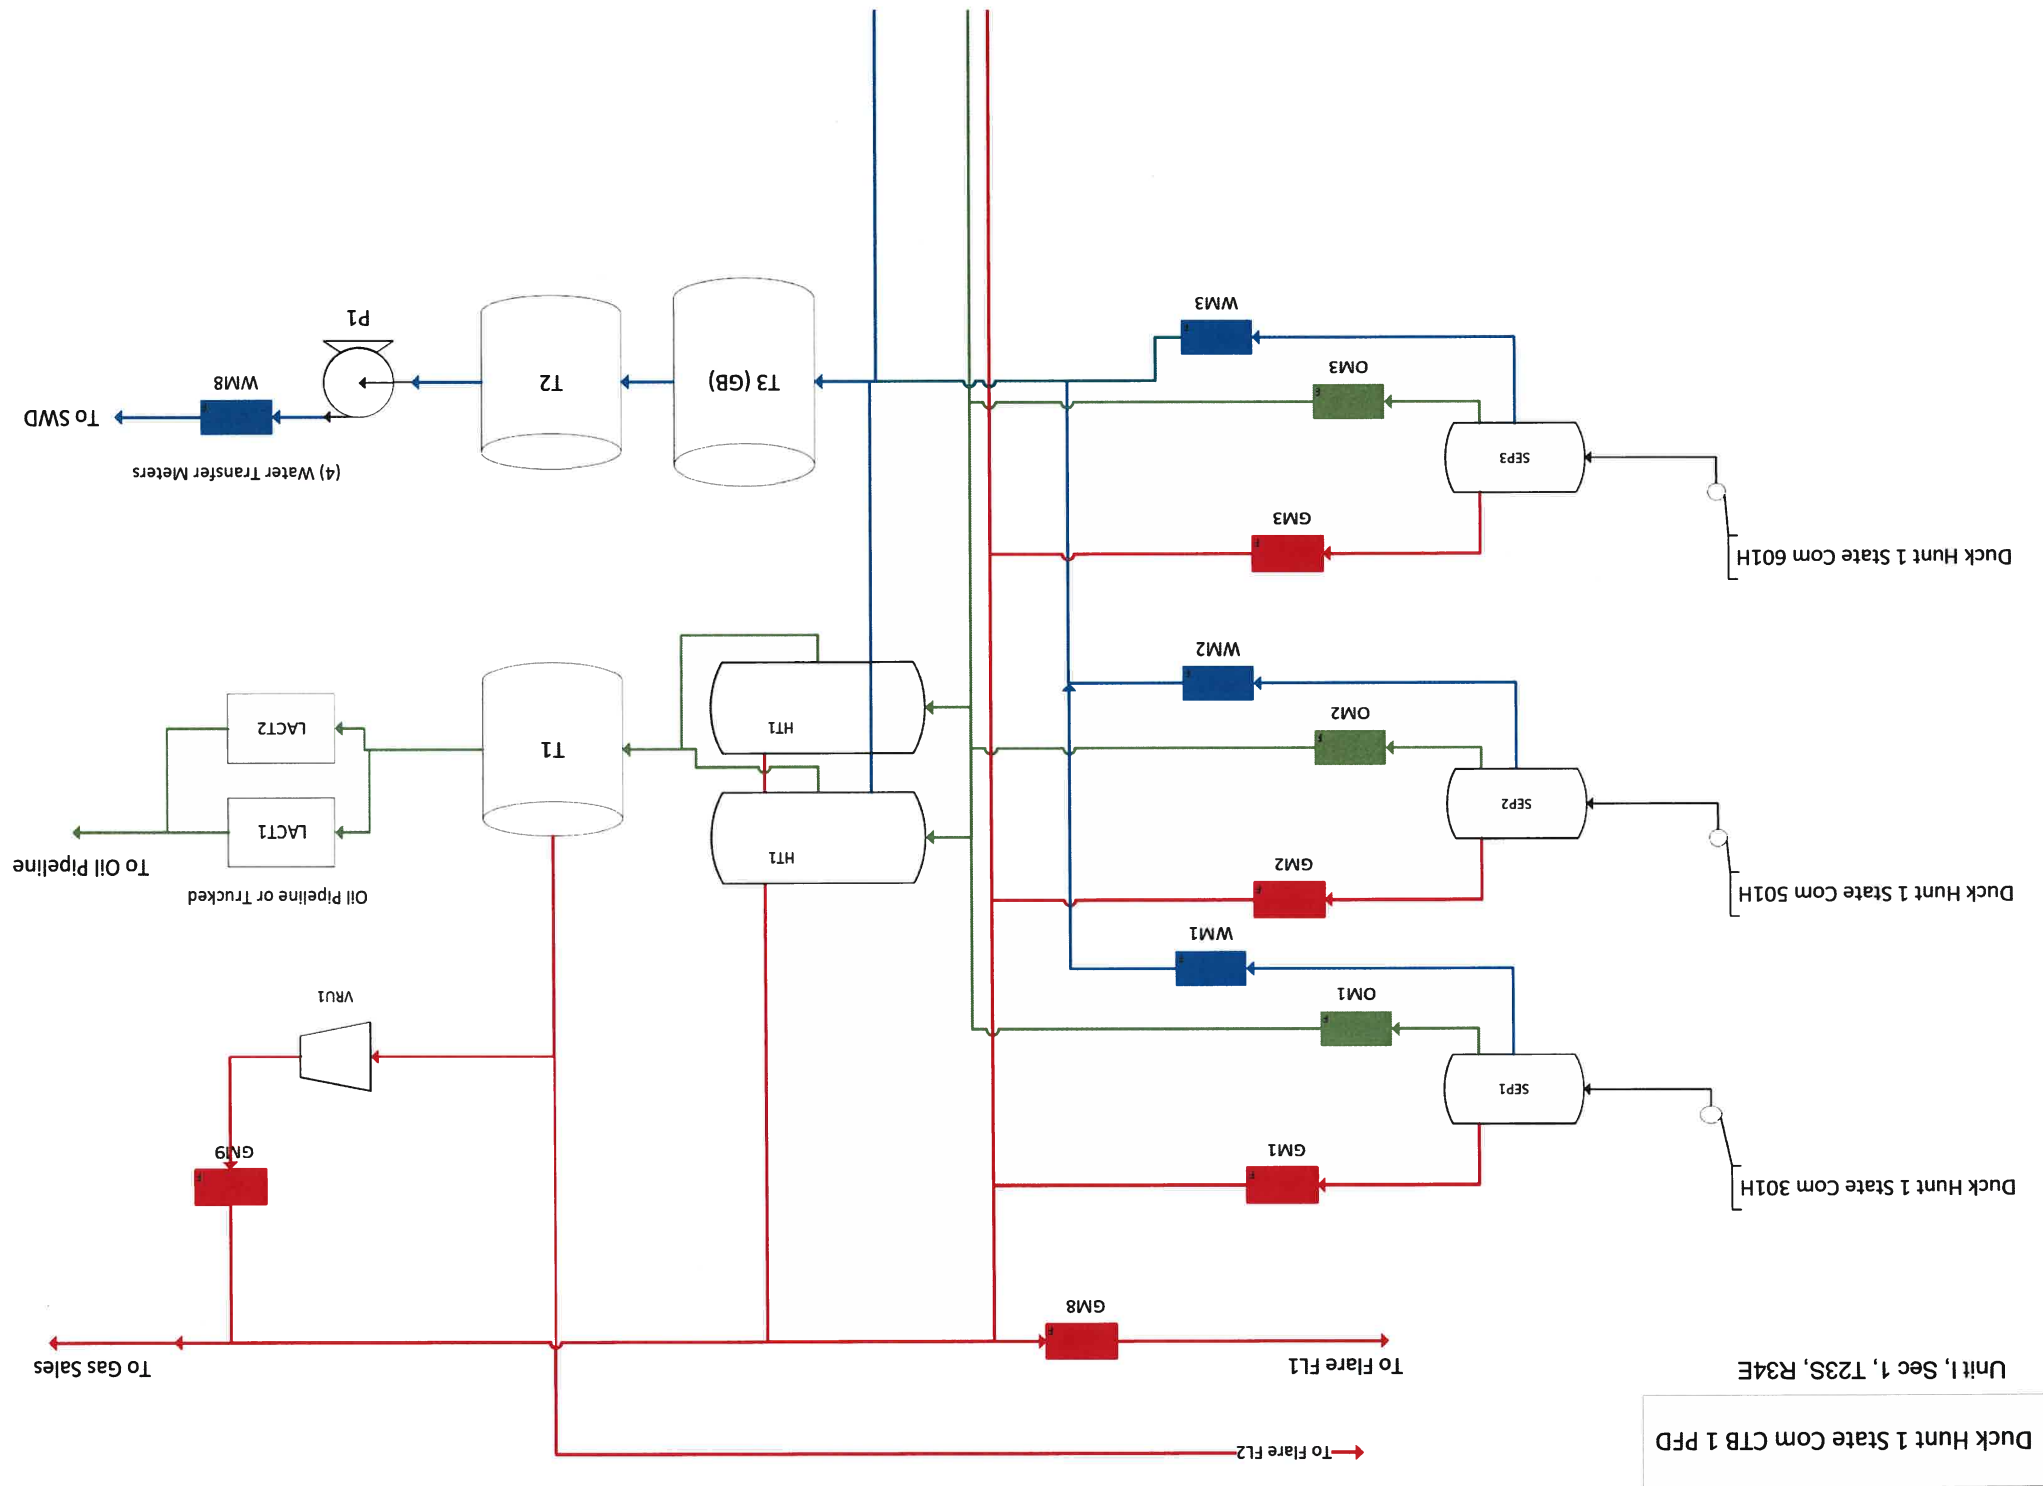 Duck Hunt 1 State Com CTB 1 PFD
Unit I, Sec 1, T23S, R34E
To Flare FL2
To Flare FL1
GM8
To Gas Sales
Duck Hunt 1 State Com 301H
SEP1
GM1
OM1
WM1
GM9
VRU1
Duck Hunt 1 State Com 501H
SEP2
GM2
OM2
WM2
HT1
HT1
T1
Oil Pipeline or Trucked
LACT1
LACT2
To Oil Pipeline
Duck Hunt 1 State Com 601H
SEP3
GM3
OM3
WM3
T3 (GB)
T2
P1
(4) Water Transfer Meters
WM8
To SWD
F
F
F
F
F
F
F
F
F
F
F
F